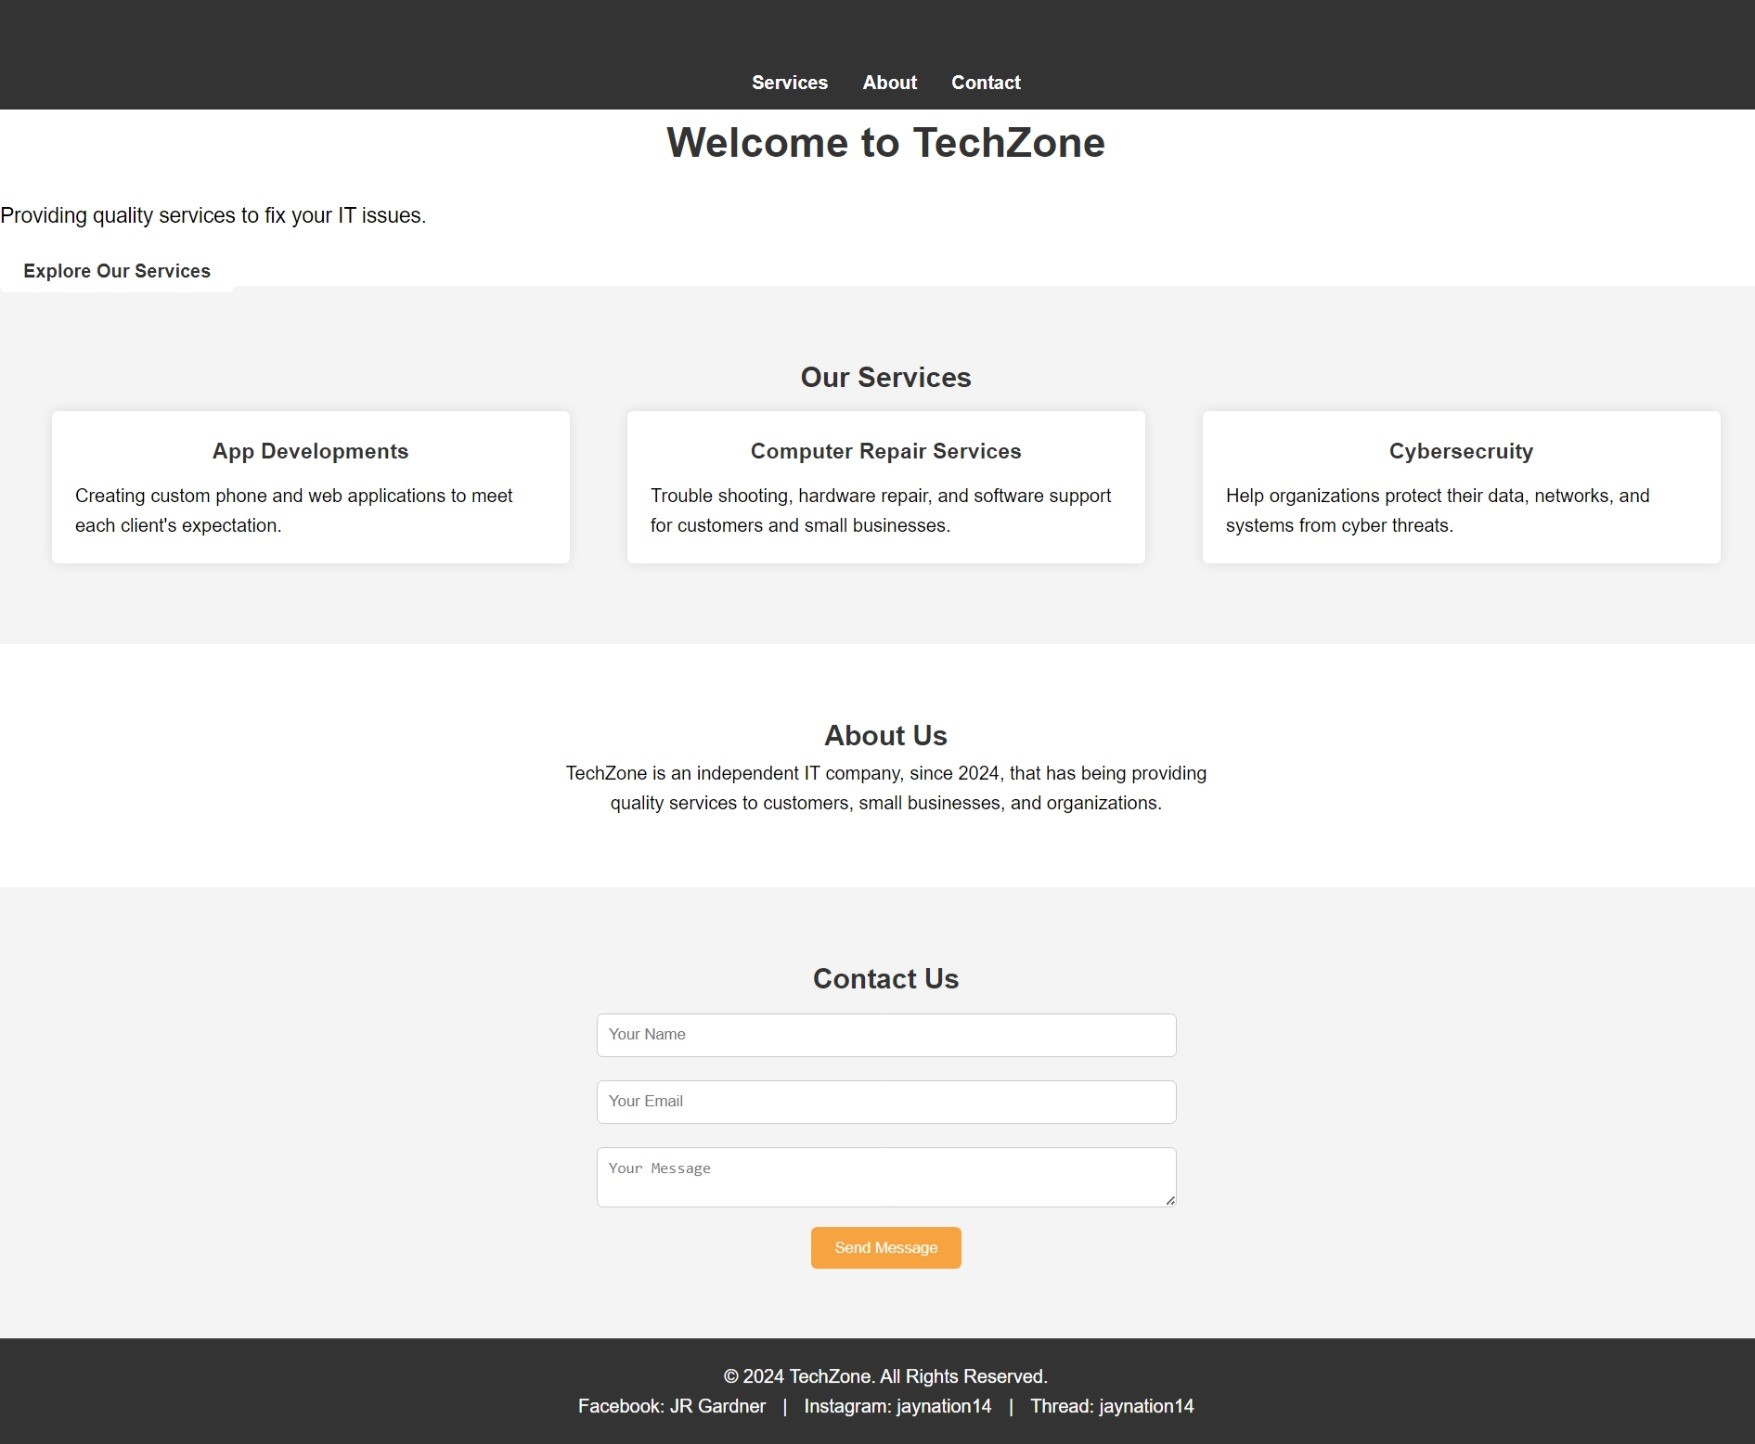 Services About Contact
Welcome to TechZone
Providing quality services to fix your IT issues.
Explore Our Services
Our Services
App Developments
Creating custom phone and web applications to meet
each client's expectation.
Computer Repair Services
Trouble shooting, hardware repair, and software support
for customers and small businesses.
Cybersecruity
Help organizations protect their data, networks, and
systems from cyber threats.
About Us
TechZone is an independent IT company, since 2024, that has being providing
quality services to customers, small businesses, and organizations.
Contact Us
Your Name
Your Email
Your Message
Send Message
© 2024 TechZone. All Rights Reserved.
Facebook: JR Gardner | Instagram: jaynation14 | Thread: jaynation14